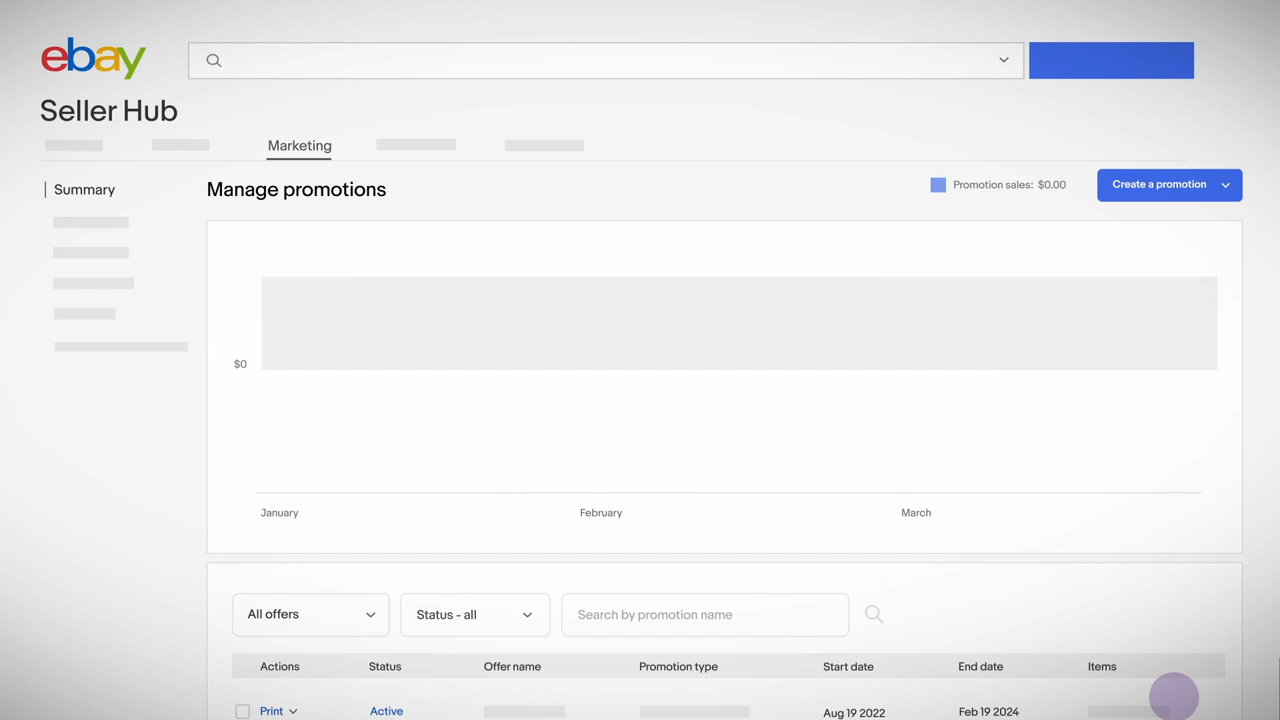 ebay
Seller Hub
Marketing
Summary
Manage promotions
Promotion sales: $0.00
Create a promotion
$0
January February March
All offers Status - all Search by promotion name
Actions Status Offer name Promotion type Start date End date Items
Print Active Aug 19 2022 Feb 19 2024